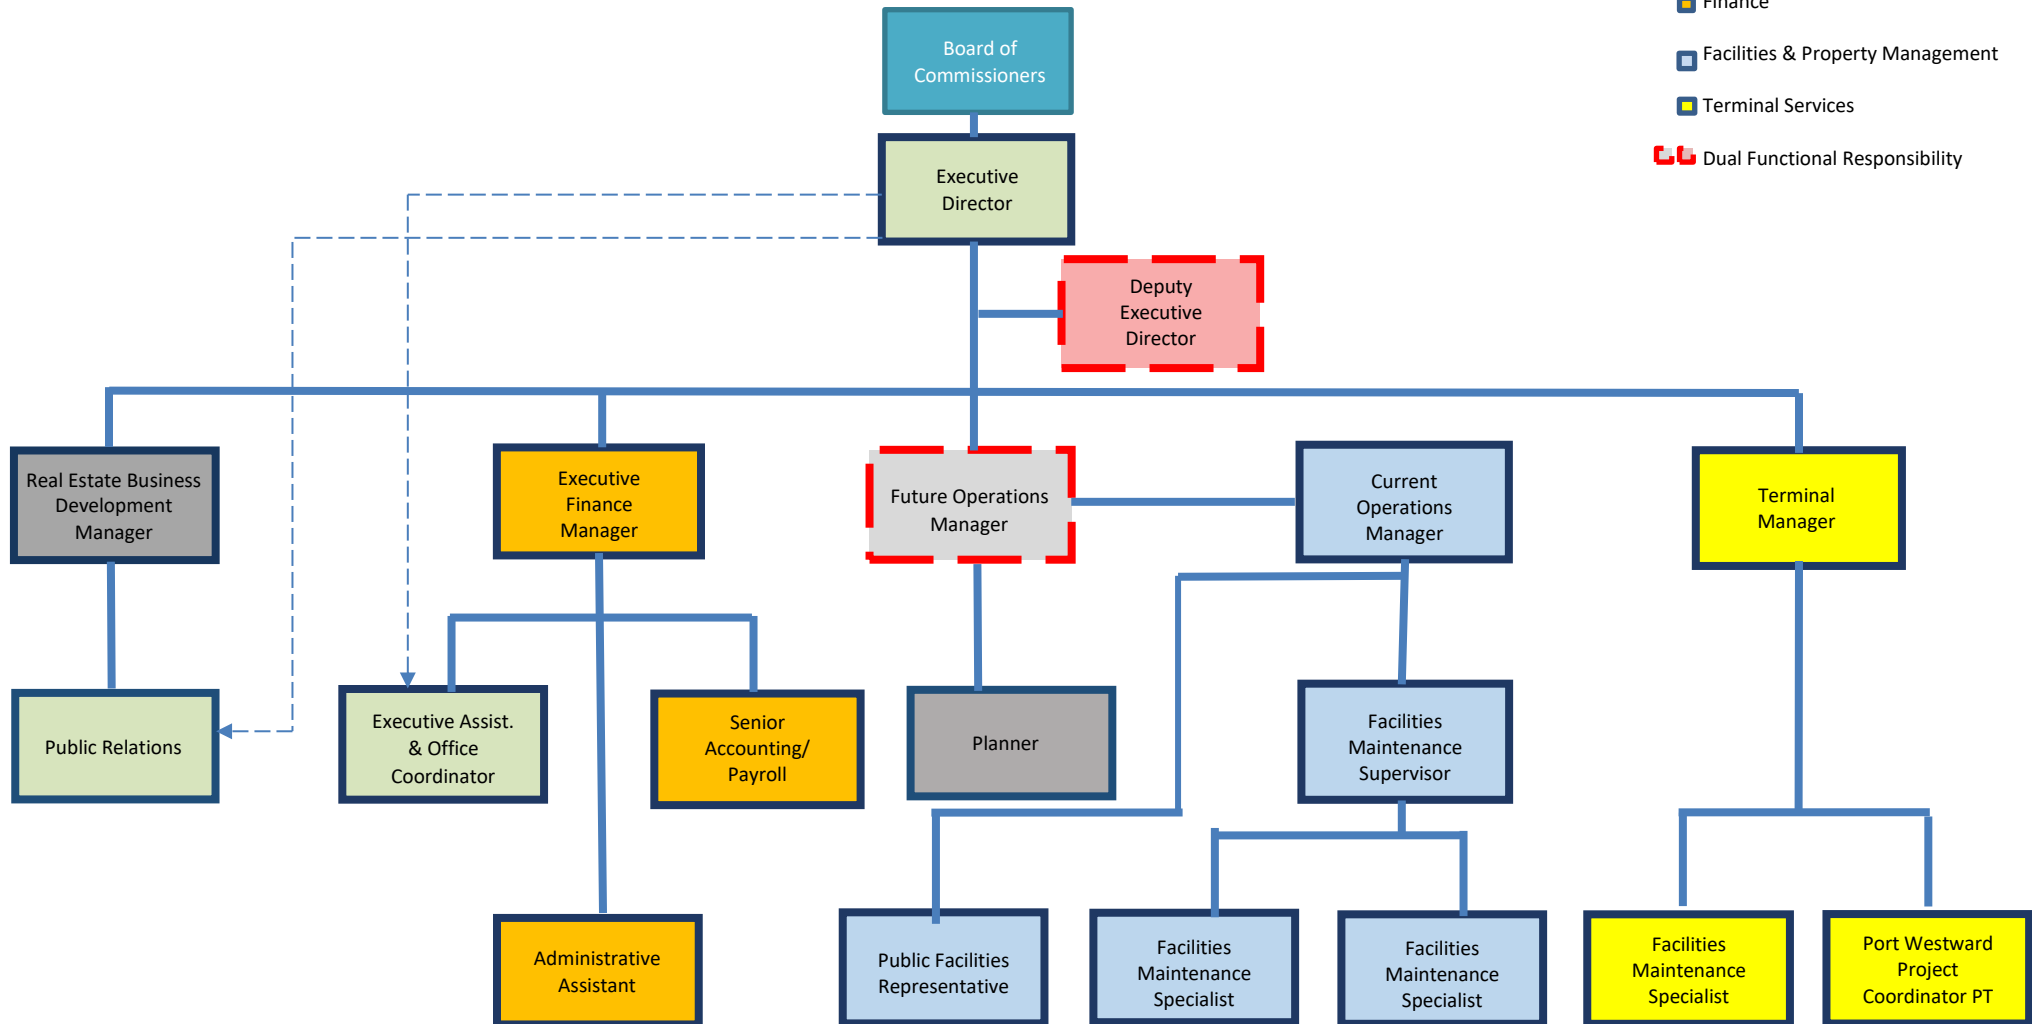 Finance
Facilities & Property Management
Terminal Services
Dual Functional Responsibility
Board of
Commissioners
Executive
Director
Deputy
Executive
Director
Real Estate Business
Development
Manager
Executive
Finance
Manager
Future Operations
Manager
Current
Operations
Manager
Terminal
Manager
Public Relations
Executive Assist.
& Office
Coordinator
Senior
Accounting/
Payroll
Planner
Facilities
Maintenance
Supervisor
Administrative
Assistant
Public Facilities
Representative
Facilities
Maintenance
Specialist
Facilities
Maintenance
Specialist
Facilities
Maintenance
Specialist
Port Westward
Project
Coordinator PT